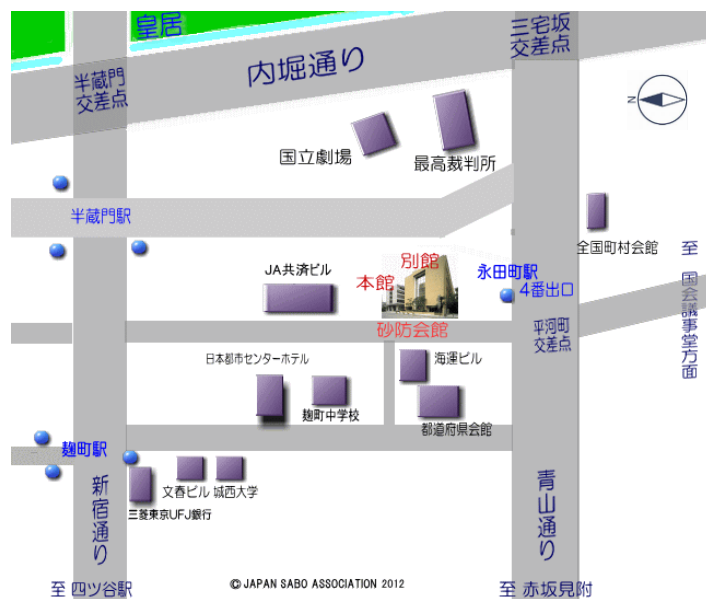 皇居
三宅坂
交差点
内堀通り
半蔵門
交差点
N
国立劇場
最高裁判所
半蔵門駅
全国町村会館
別館
本館
JA共済ビル
永田町駅
4番出口
至 国会議事堂方面
砂防会館
平河町
交差点
日本都市センターホテル
海運ビル
麹町中学校
都道府県会館
麹町駅
新宿通り
文春ビル
城西大学
三菱東京UFJ銀行
青山通り
至 四ツ谷駅
© JAPAN SABO ASSOCIATION 2012
至 赤坂見附